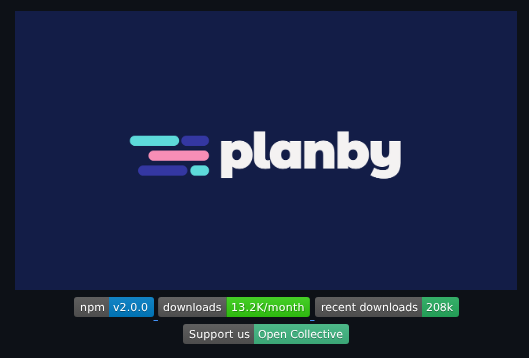 planby
npm v2.0.0 downloads 13.2K/month recent downloads 208k
Support us Open Collective